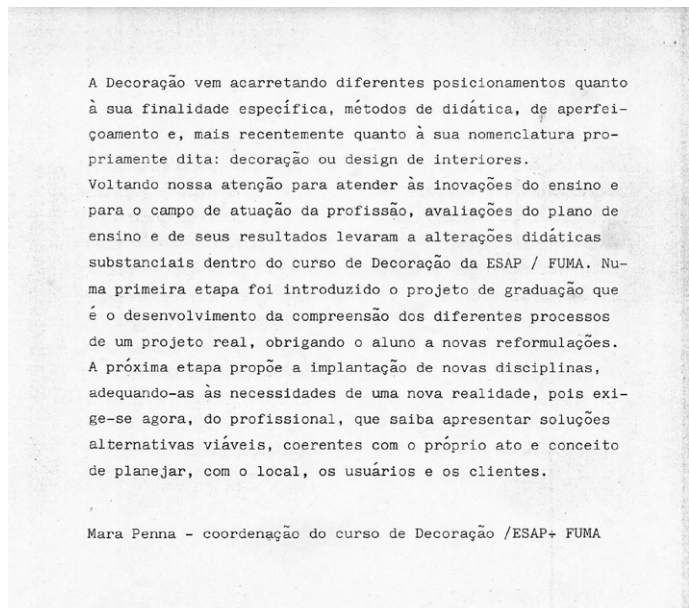 A Decoração vem acarretando diferentes posicionamentos quanto
à sua finalidade específica, métodos de didática, de aperfei-
çoamento e, mais recentemente quanto à sua nomenclatura pro-
priamente dita: decoração ou design de interiores.
Voltando nossa atenção para atender às inovações do ensino e
para o campo de atuação da profissão, avaliações do plano de
ensino e de seus resultados levaram a alterações didáticas
substanciais dentro do curso de Decoração da ESAP / FUMA. Nu-
ma primeira etapa foi introduzido o projeto de graduação que
é o desenvolvimento da compreensão dos diferentes processos
de um projeto real, obrigando o aluno a novas reformulações.
A próxima etapa propõe a implantação de novas disciplinas,
adequando-as às necessidades de uma nova realidade, pois exi-
ge-se agora, do profissional, que saiba apresentar soluções
alternativas viáveis, coerentes com o próprio ato e conceito
de planejar, com o local, os usuários e os clientes.
Mara Penna - coordenação do curso de Decoração /ESAP÷ FUMA